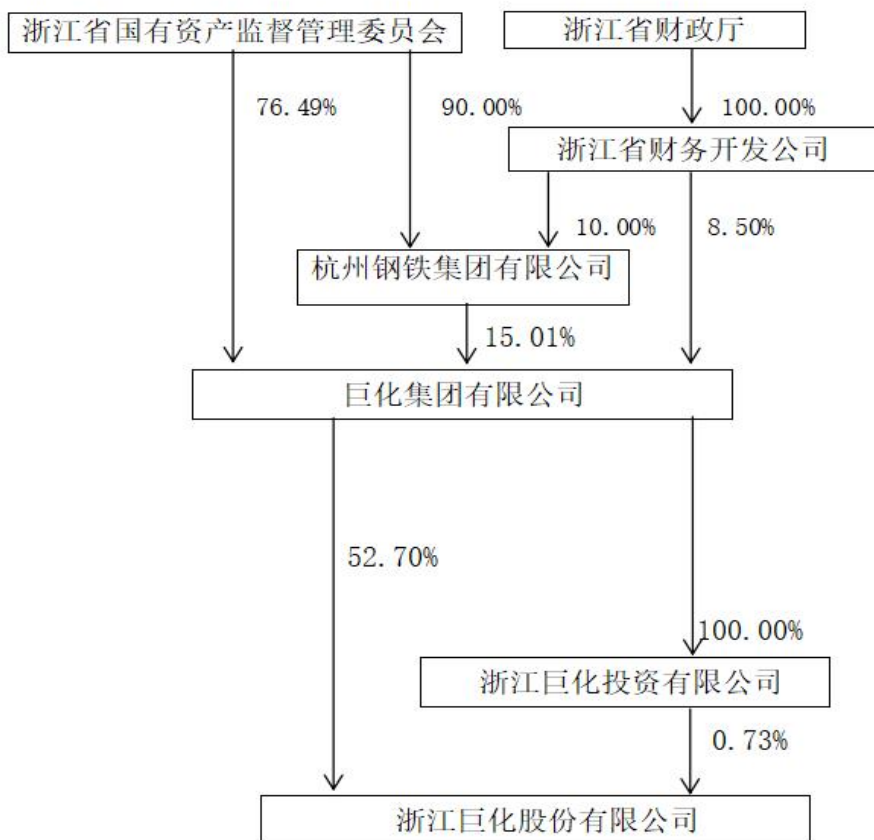 浙江省国有资产监督管理委员会
浙江省财政厅
76.49%
90.00%
100.00%
浙江省财务开发公司
10.00%
8.50%
杭州钢铁集团有限公司
15.01%
巨化集团有限公司
52.70%
100.00%
浙江巨化投资有限公司
0.73%
浙江巨化股份有限公司